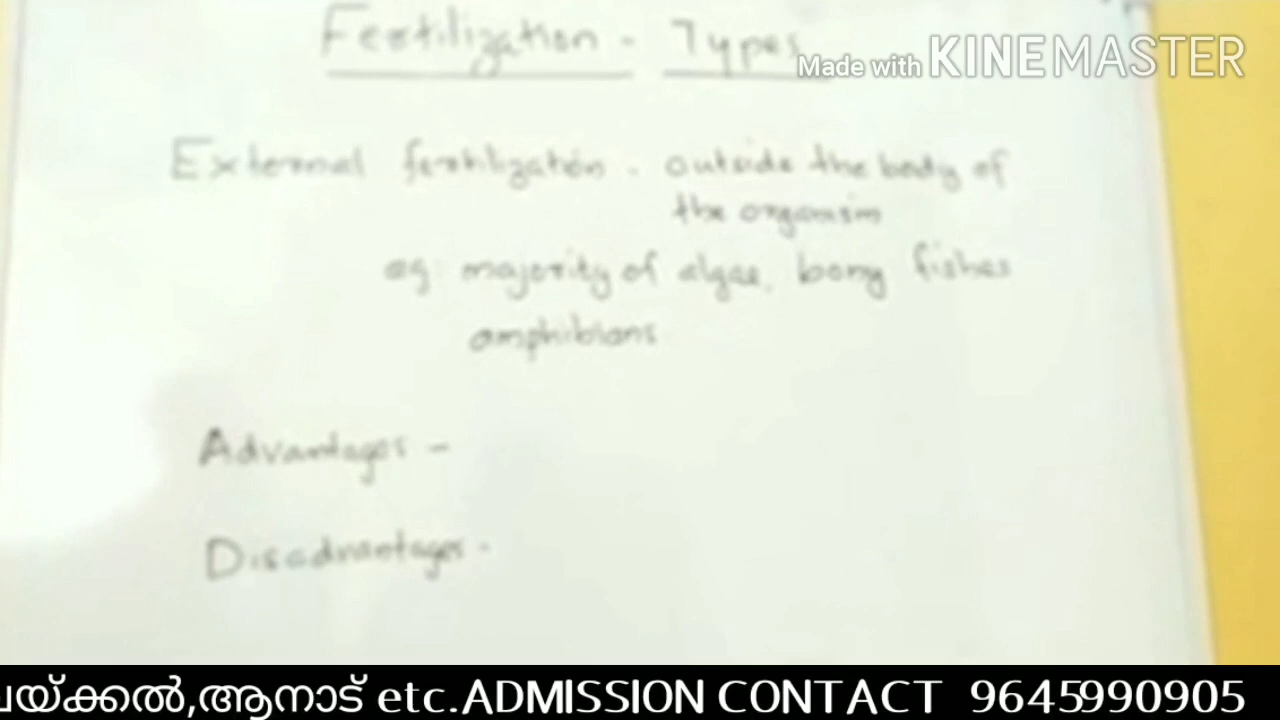 Fertilization - Types
Made with KINEMASTER
External fertilization - outside the body of
the organism
eg: majority of algae, bony fishes
amphibians
Advantages -
Disadvantages -
യ്ക്കൽ,ആനാട് etc.ADMISSION CONTACT 9645990905